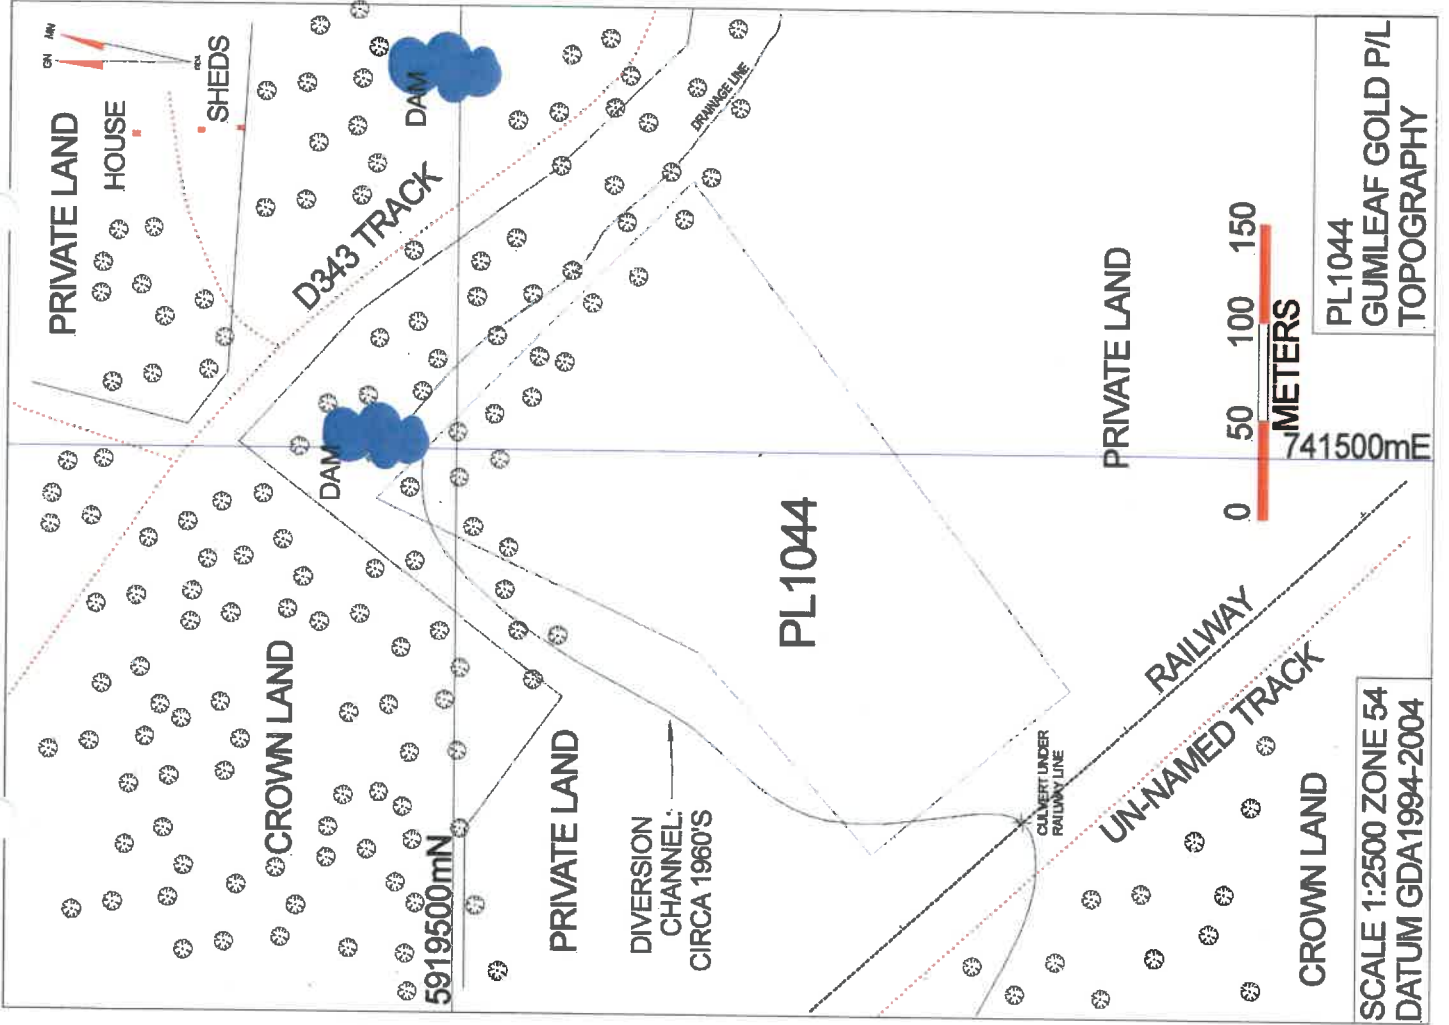 GN
MN
PRIVATE LAND
HOUSE
SHEDS
DAM
D343 TRACK
DRAINAGE LINE
DAM
CROWN LAND
5919500mN
PRIVATE LAND
DIVERSION
CHANNEL:
CIRCA 1960'S
PL1044
PRIVATE LAND
CULVERT UNDER
RAILWAY LINE
RAILWAY
UN-NAMED TRACK
CROWN LAND
0 50 100 150
METERS
741500mE
SCALE 1:2500 ZONE 54
DATUM GDA1994-2004
PL1044
GUMLEAF GOLD P/L
TOPOGRAPHY